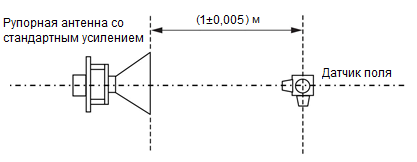 Рупорная антенна со
стандартным усилением
(1±0,005) м
Датчик поля